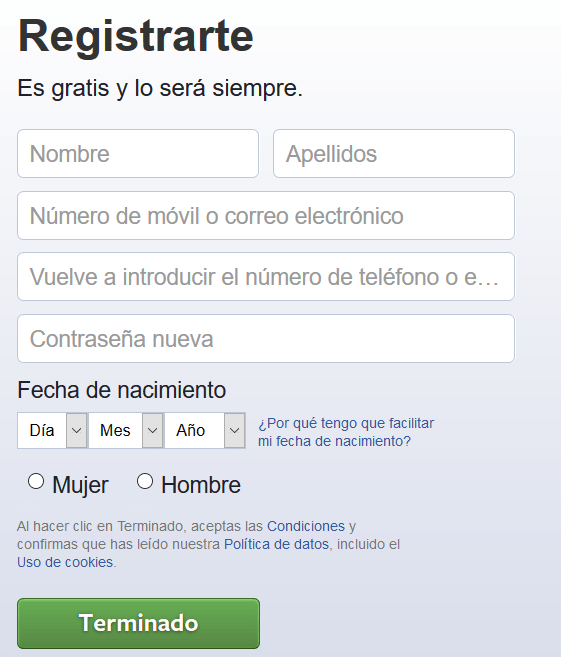 Registrarte
Es gratis y lo será siempre.
Nombre Apellidos
Número de móvil o correo electrónico
Vuelve a introducir el número de teléfono o e…
Contraseña nueva
Fecha de nacimiento
Día Mes Año ¿Por qué tengo que facilitar
mi fecha de nacimiento?
Mujer Hombre
Al hacer clic en Terminado, aceptas las Condiciones y
confirmas que has leído nuestra Política de datos, incluido el
Uso de cookies.
Terminado